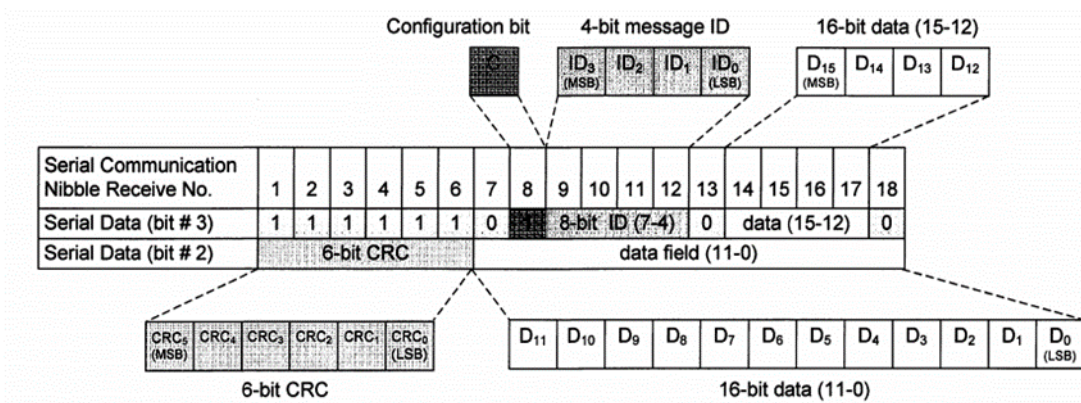 Configuration bit 4-bit message ID 16-bit data (15-12)
C ID3 (MSB) ID2 ID1 ID0 (LSB) D15 (MSB) D14 D13 D12
Serial Communication
Nibble Receive No. 1 2 3 4 5 6 7 8 9 10 11 12 13 14 15 16 17 18
Serial Data (bit # 3) 1 1 1 1 1 1 0 1 8-bit ID (7-4) 0 data (15-12) 0
Serial Data (bit # 2) 6-bit CRC data field (11-0)
CRC5 (MSB) CRC4 CRC3 CRC2 CRC1 CRC0 (LSB) D11 D10 D9 D8 D7 D6 D5 D4 D3 D2 D1 D0 (LSB)
6-bit CRC 16-bit data (11-0)